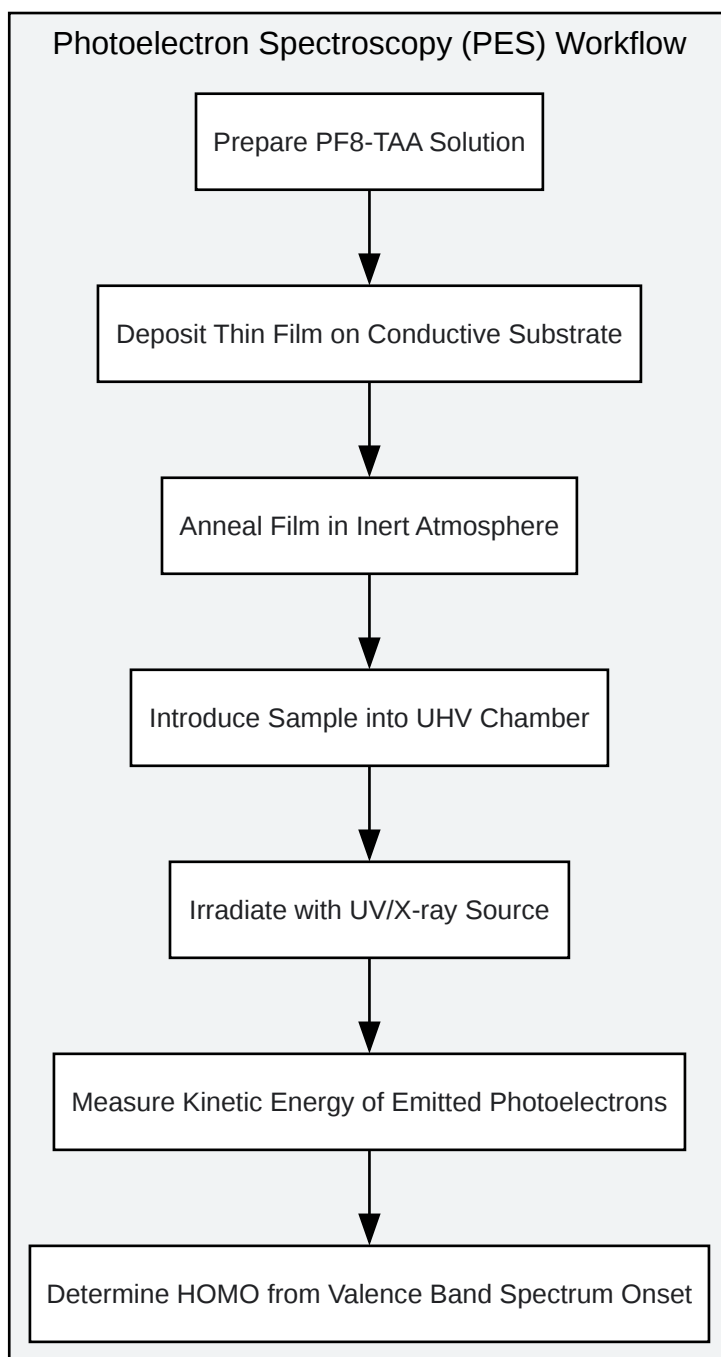 Photoelectron Spectroscopy (PES) Workflow
Prepare PF8-TAA Solution
Deposit Thin Film on Conductive Substrate
Anneal Film in Inert Atmosphere
Introduce Sample into UHV Chamber
Irradiate with UV/X-ray Source
Measure Kinetic Energy of Emitted Photoelectrons
Determine HOMO from Valence Band Spectrum Onset